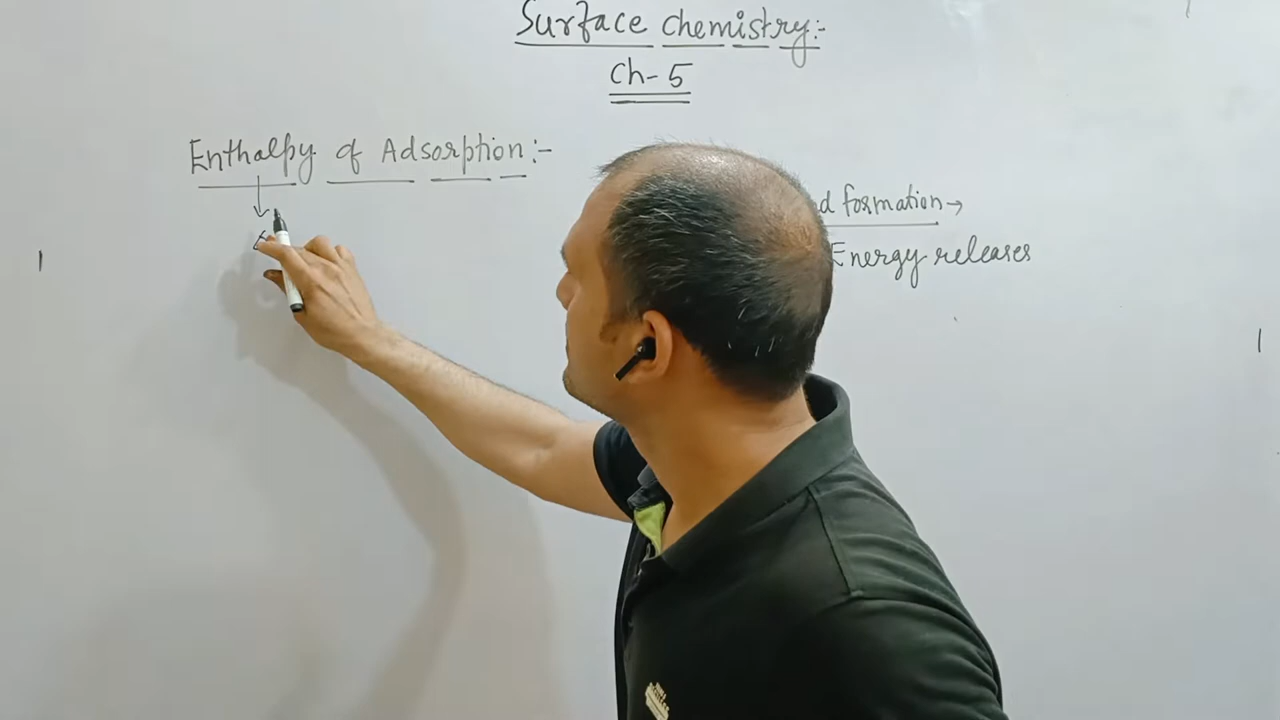 Surface chemistry:-
Ch-5
Enthalpy of Adsorption:-
d formation→
Energy releases